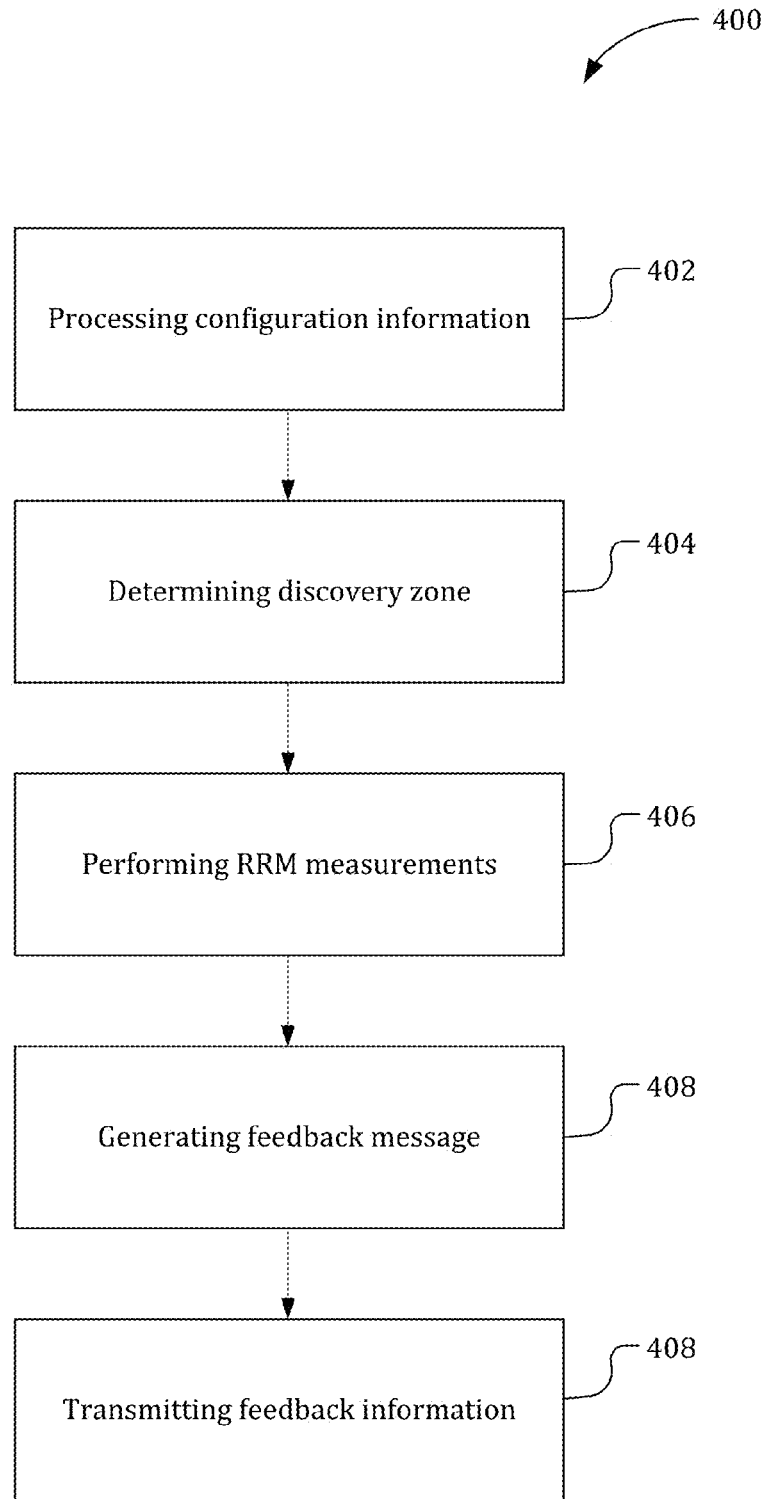 400
Processing configuration information
402
Determining discovery zone
404
Performing RRM measurements
406
Generating feedback message
408
Transmitting feedback information
408